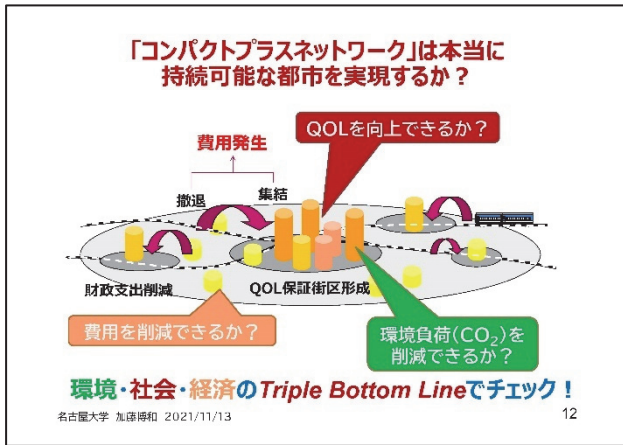 「コンパクトプラスネットワーク」は本当に
持続可能な都市を実現するか？
QOLを向上できるか？
費用発生
撤退
集結
財政支出削減
QOL保証街区形成
費用を削減できるか？
環境負荷(CO₂)を
削減できるか？
環境・社会・経済のTriple Bottom Lineでチェック！
名古屋大学 加藤博和 2021/11/13
12